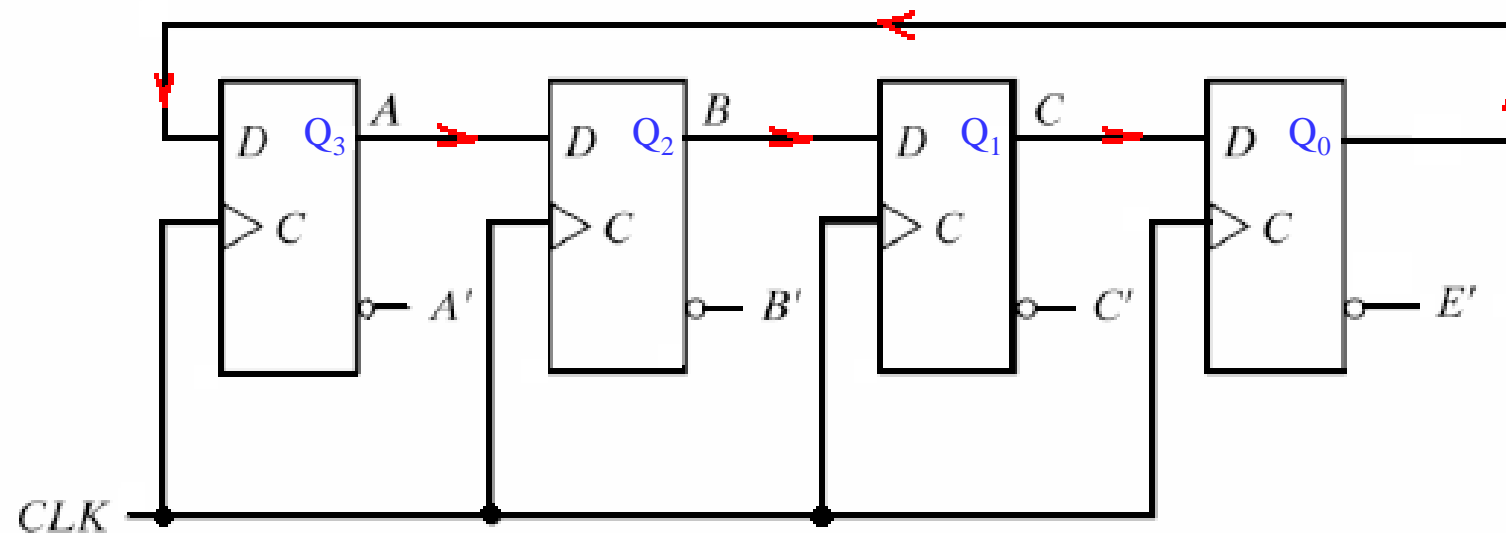 A B C
D Q₃ D Q₂ D Q₁ D Q₀
C C C C
A' B' C' E'
CLK